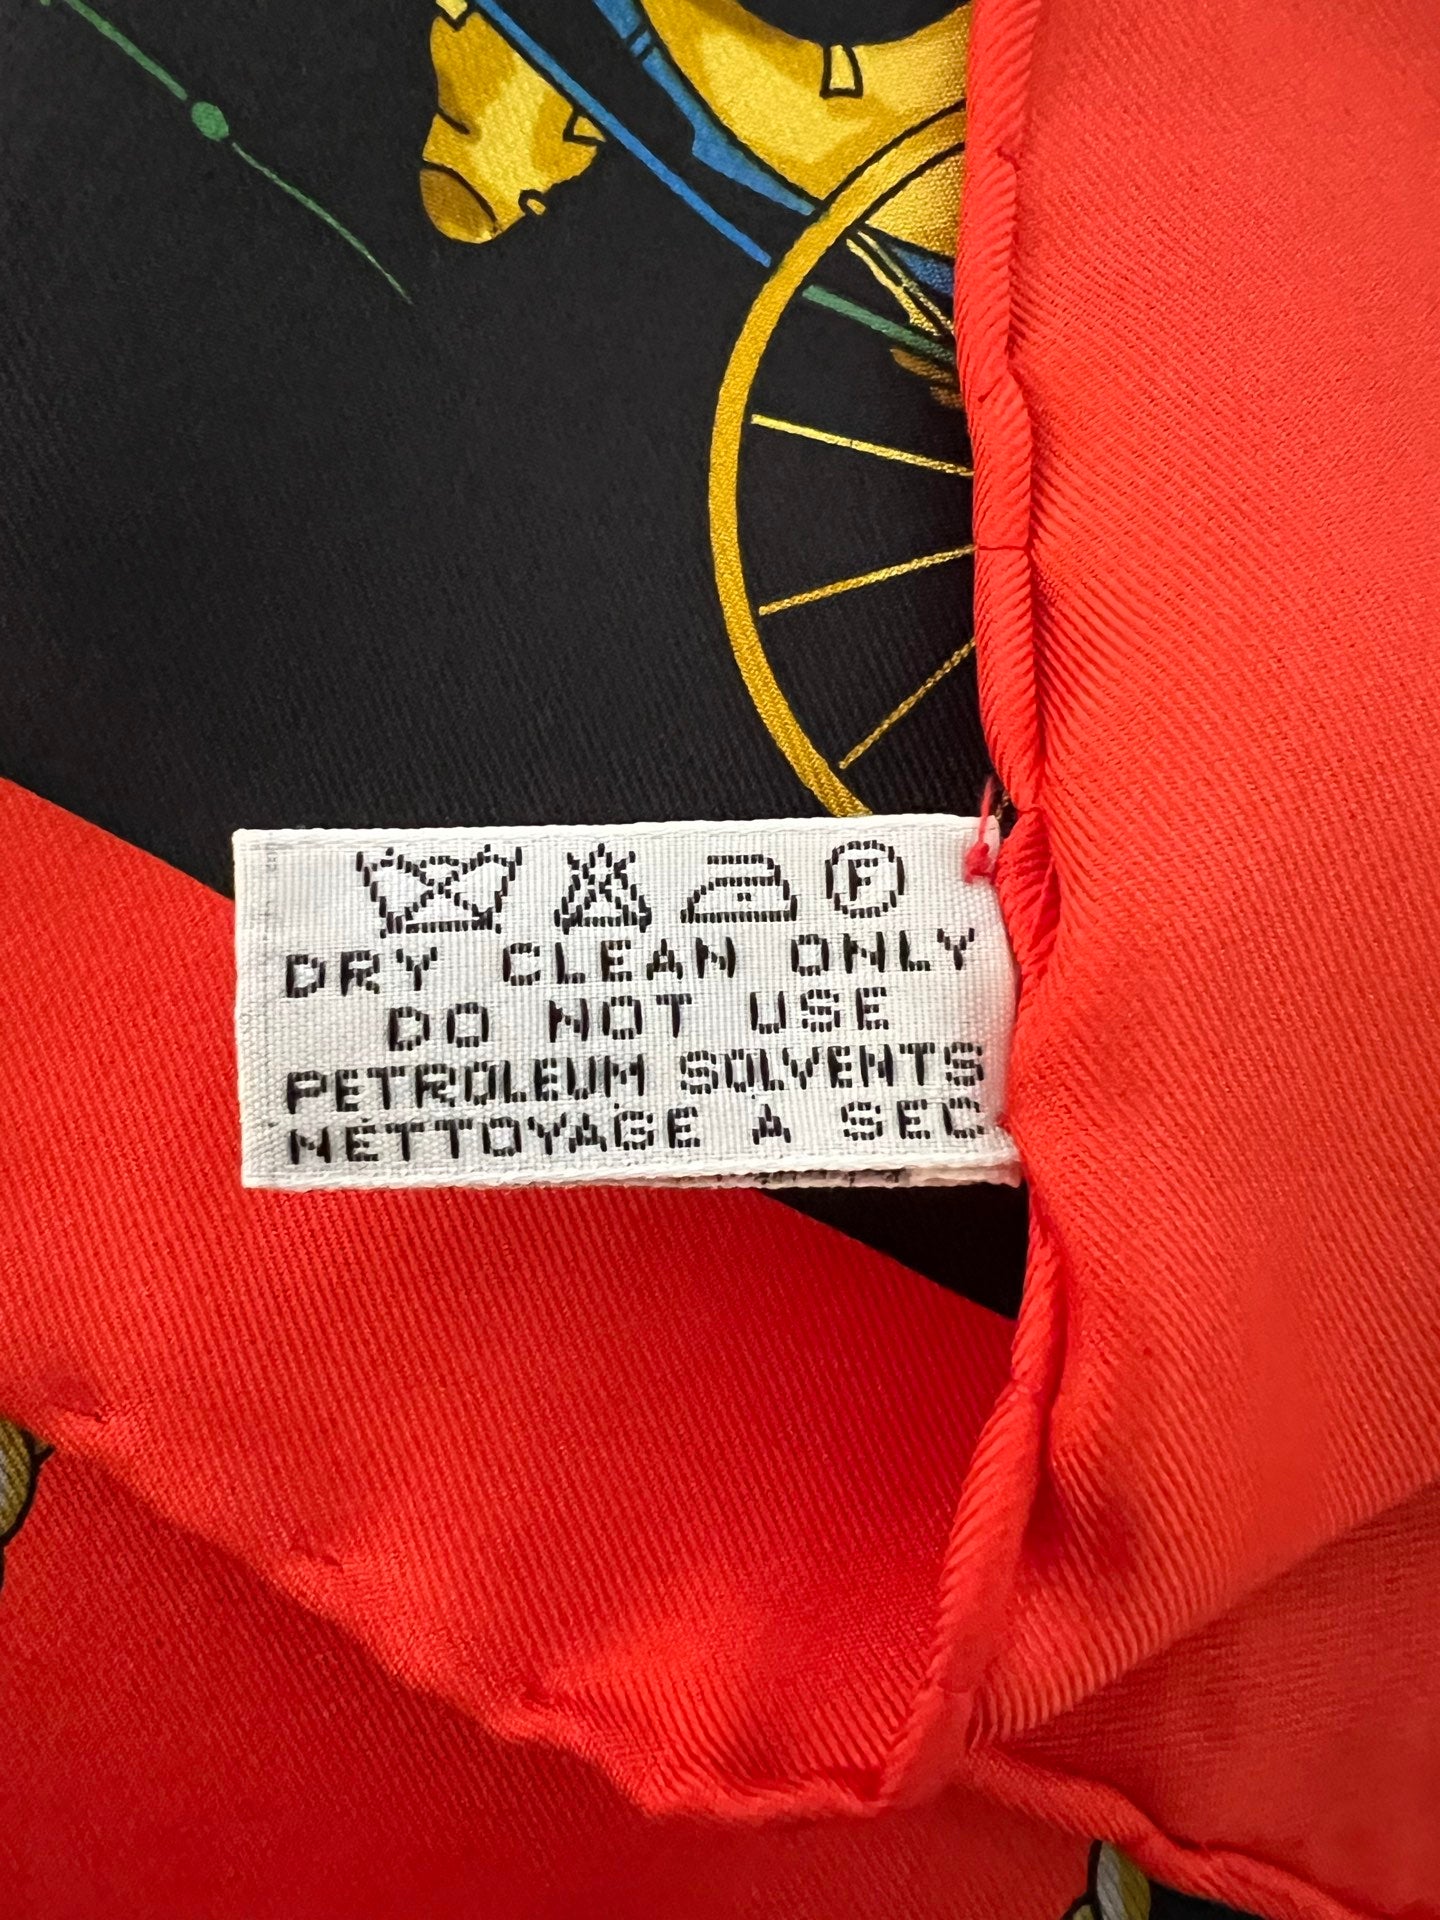 F
DRY CLEAN ONLY
DO NOT USE
PETROLEUM SOLVENTS
NETTOYAGE A SEC